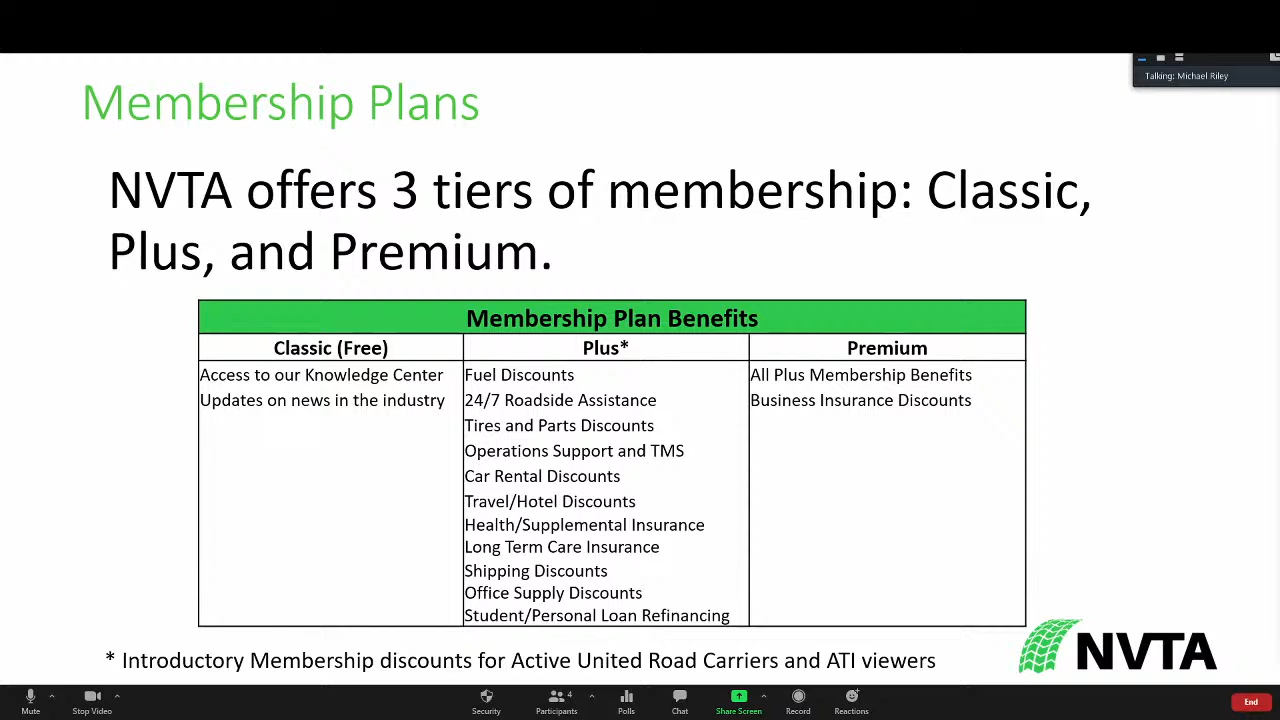 Talking: Michael Riley
Membership Plans
NVTA offers 3 tiers of membership: Classic,
Plus, and Premium.
Membership Plan Benefits
Classic (Free)
Plus*
Premium
Access to our Knowledge Center
Updates on news in the industry
Fuel Discounts
24/7 Roadside Assistance
Tires and Parts Discounts
Operations Support and TMS
Car Rental Discounts
Travel/Hotel Discounts
Health/Supplemental Insurance
Long Term Care Insurance
Shipping Discounts
Office Supply Discounts
Student/Personal Loan Refinancing
All Plus Membership Benefits
Business Insurance Discounts
* Introductory Membership discounts for Active United Road Carriers and ATI viewers
NVTA
Mute
Stop Video
Security
4
Participants
Polls
Chat
Share Screen
Record
Reactions
End